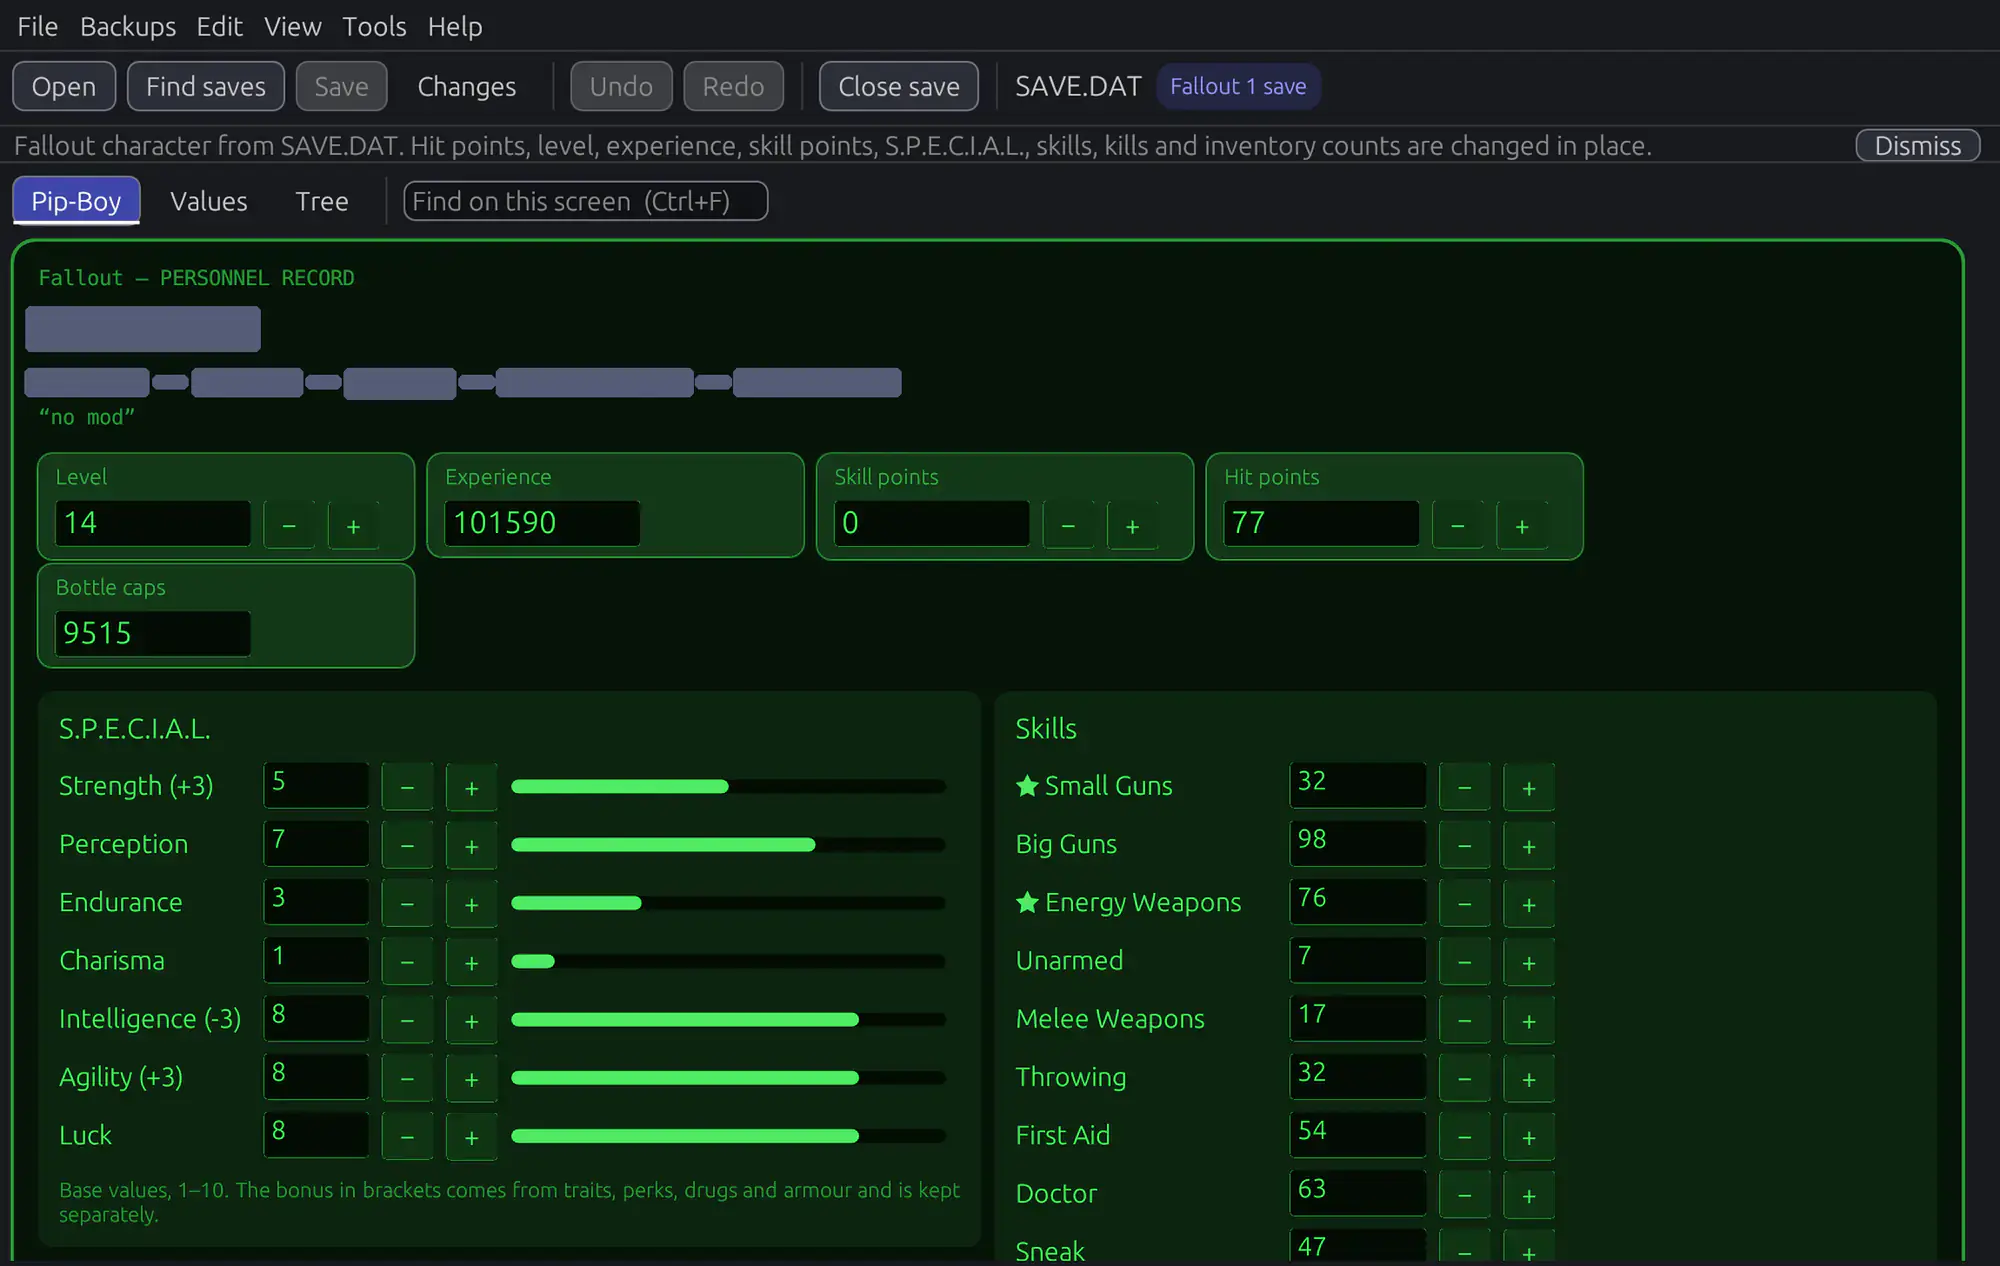 File Backups Edit View Tools Help
Open Find saves Save Changes Undo Redo Close save SAVE.DAT Fallout 1 save
Fallout character from SAVE.DAT. Hit points, level, experience, skill points, S.P.E.C.I.A.L., skills, kills and inventory counts are changed in place. Dismiss
Pip-Boy Values Tree Find on this screen (Ctrl+F)
Fallout — PERSONNEL RECORD
“no mod”
Level Experience Skill points Hit points
14 − + 101590 0 − + 77 − +
Bottle caps
9515
S.P.E.C.I.A.L.
Strength (+3) 5 − +
Perception 7 − +
Endurance 3 − +
Charisma 1 − +
Intelligence (-3) 8 − +
Agility (+3) 8 − +
Luck 8 − +
Base values, 1–10. The bonus in brackets comes from traits, perks, drugs and armour and is kept
separately.
Skills
★ Small Guns 32 − +
Big Guns 98 − +
★ Energy Weapons 76 − +
Unarmed 7 − +
Melee Weapons 17 − +
Throwing 32 − +
First Aid 54 − +
Doctor 63 − +
Sneak 47 − +